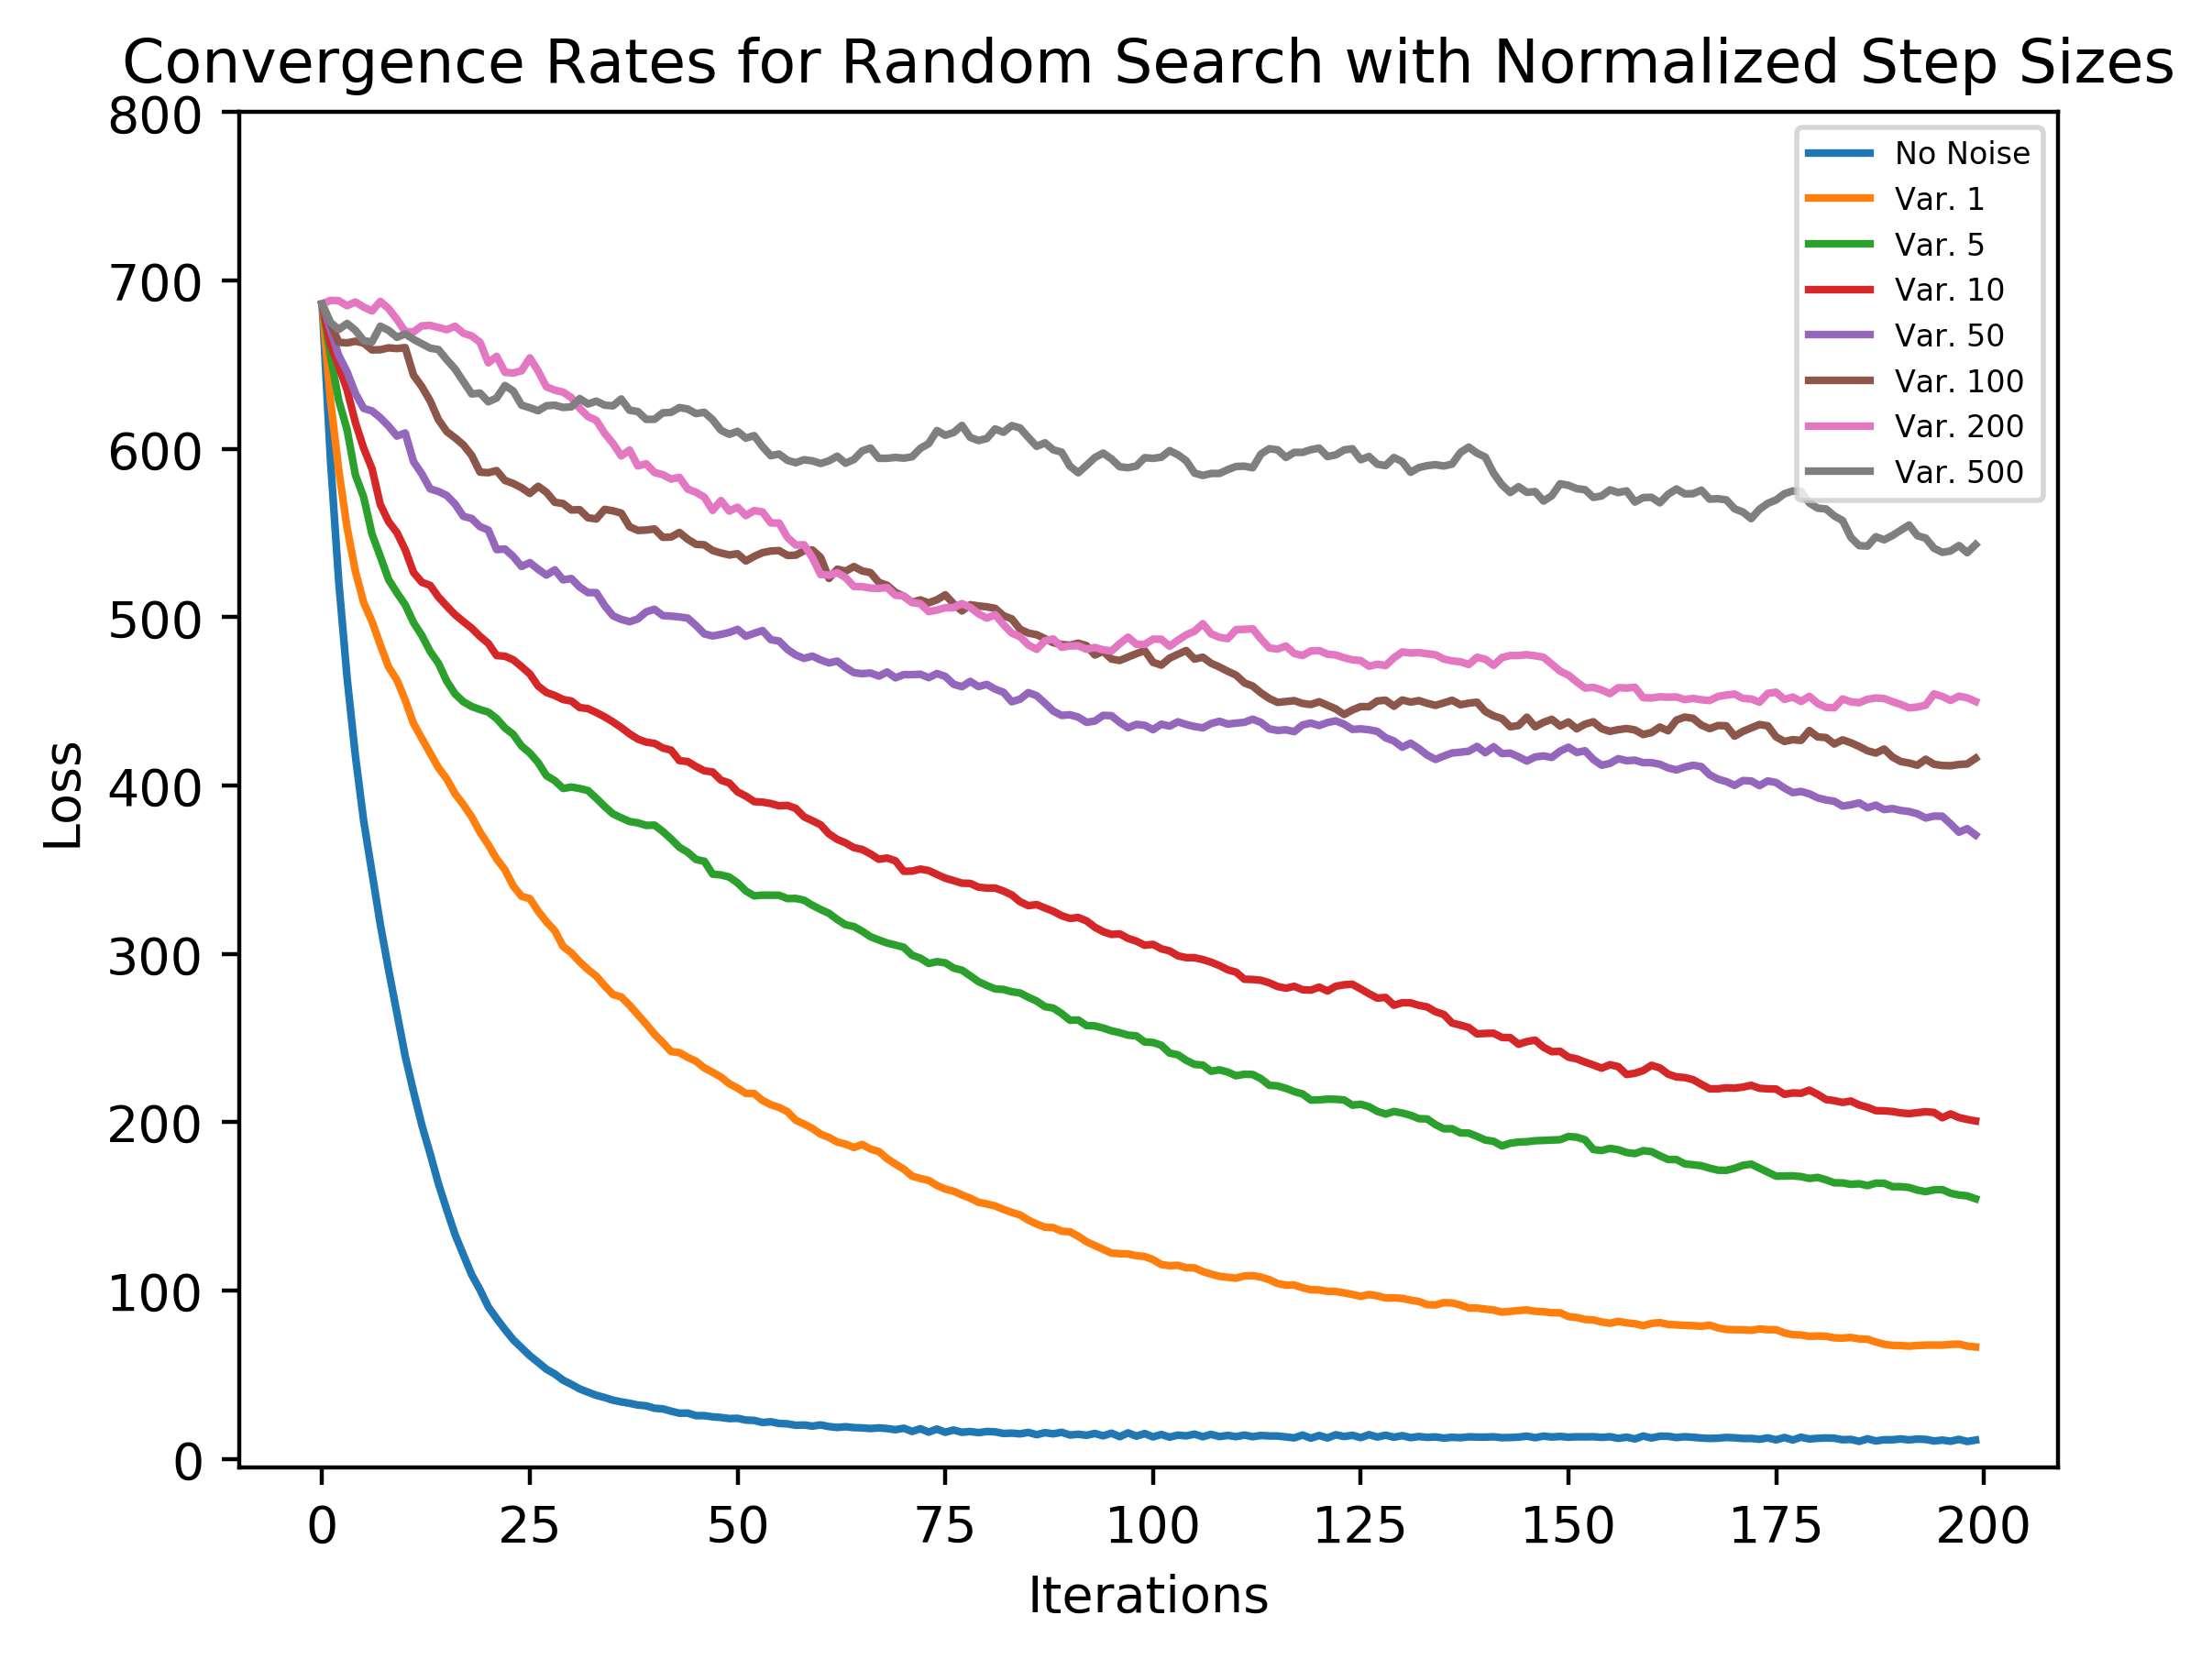 Convergence Rates for Random Search with Normalized Step Sizes
800
700
600
500
400
300
200
100
0
Loss
No Noise
Var. 1
Var. 5
Var. 10
Var. 50
Var. 100
Var. 200
Var. 500
0 25 50 75 100 125 150 175 200
Iterations